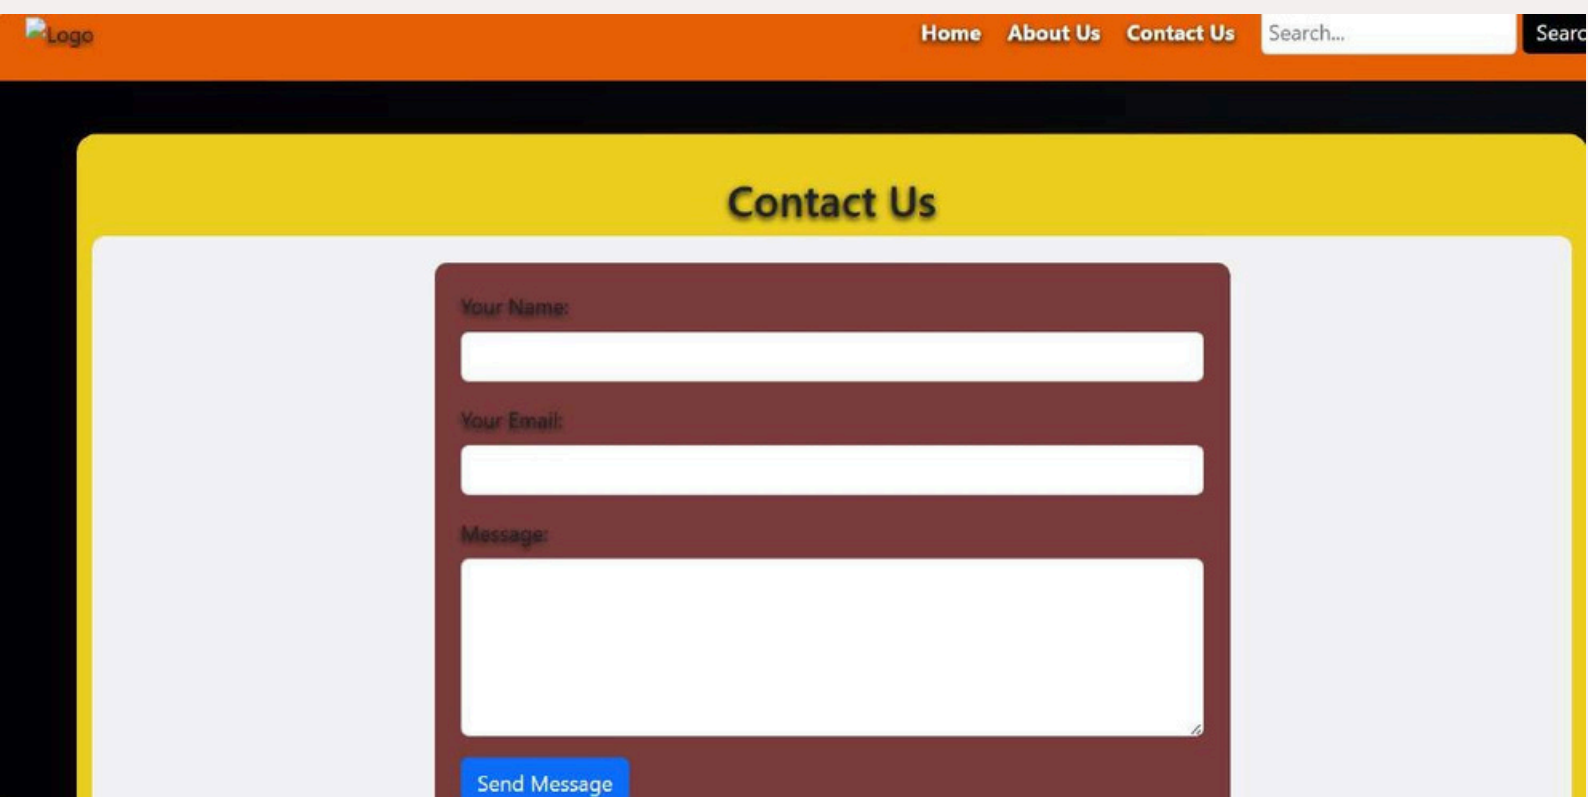 Logo
Home About Us Contact Us Search... Searc
Contact Us
Your Name:
Your Email:
Message:
Send Message